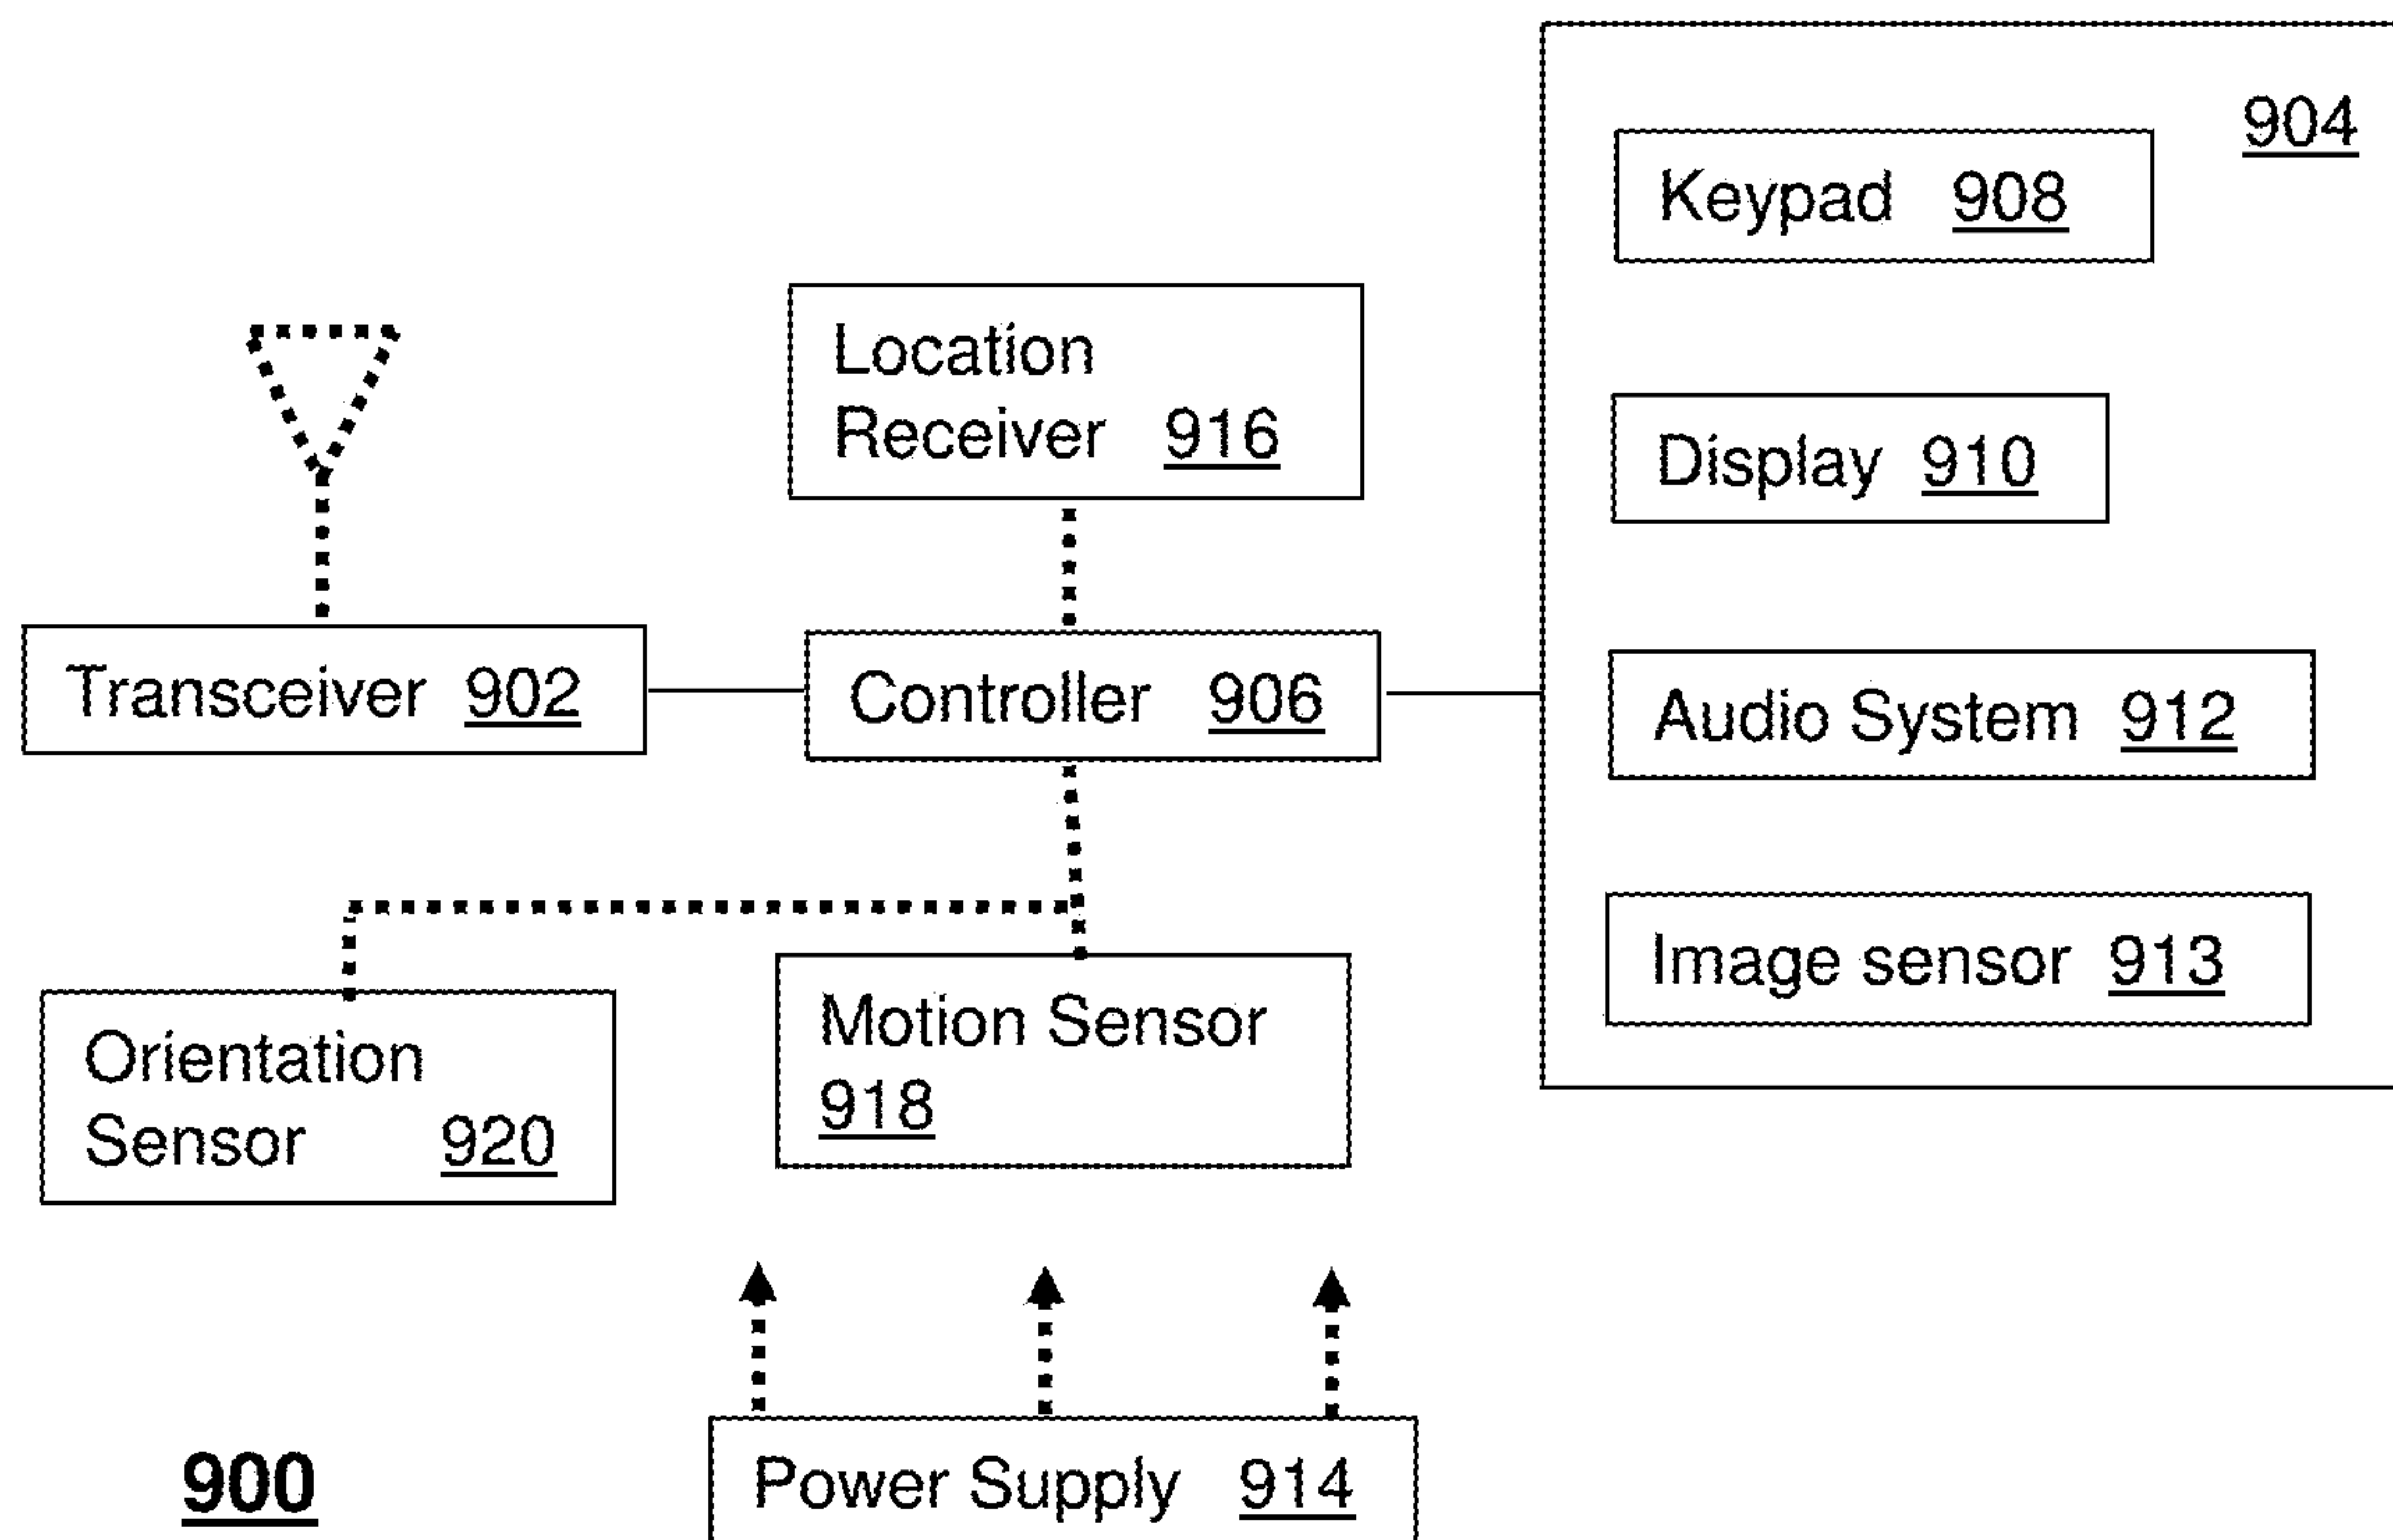 904
Keypad 908
Location
Receiver 916
Display 910
Transceiver 902
Controller 906
Audio System 912
Image sensor 913
Orientation
Sensor 920
Motion Sensor
918
900
Power Supply 914